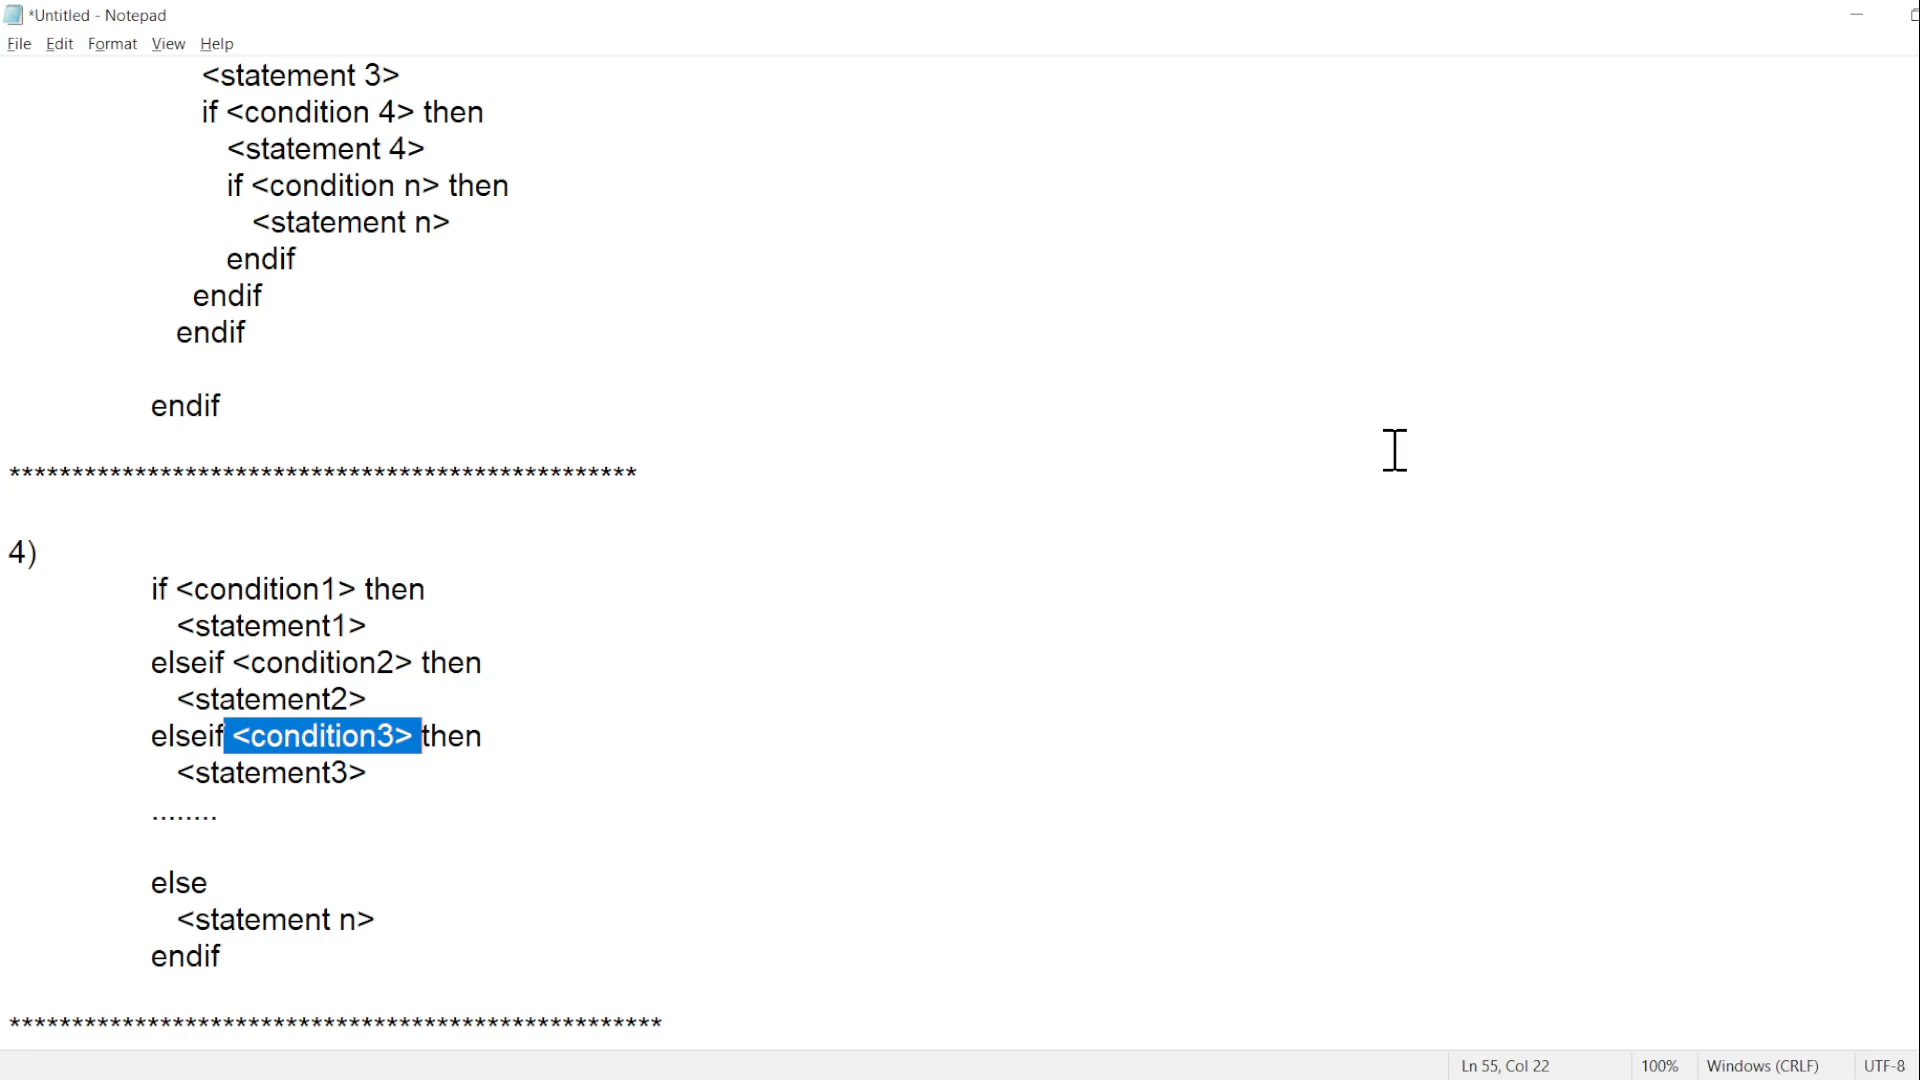 *Untitled - Notepad
File Edit Format View Help
<statement 3>
if <condition 4> then
<statement 4>
if <condition n> then
<statement n>
endif
endif
endif
endif
**************************************************
4)
if <condition1> then
<statement1>
elseif <condition2> then
<statement2>
elseif <condition3> then
<statement3>
........
else
<statement n>
endif
****************************************************
Ln 55, Col 22 100% Windows (CRLF) UTF-8